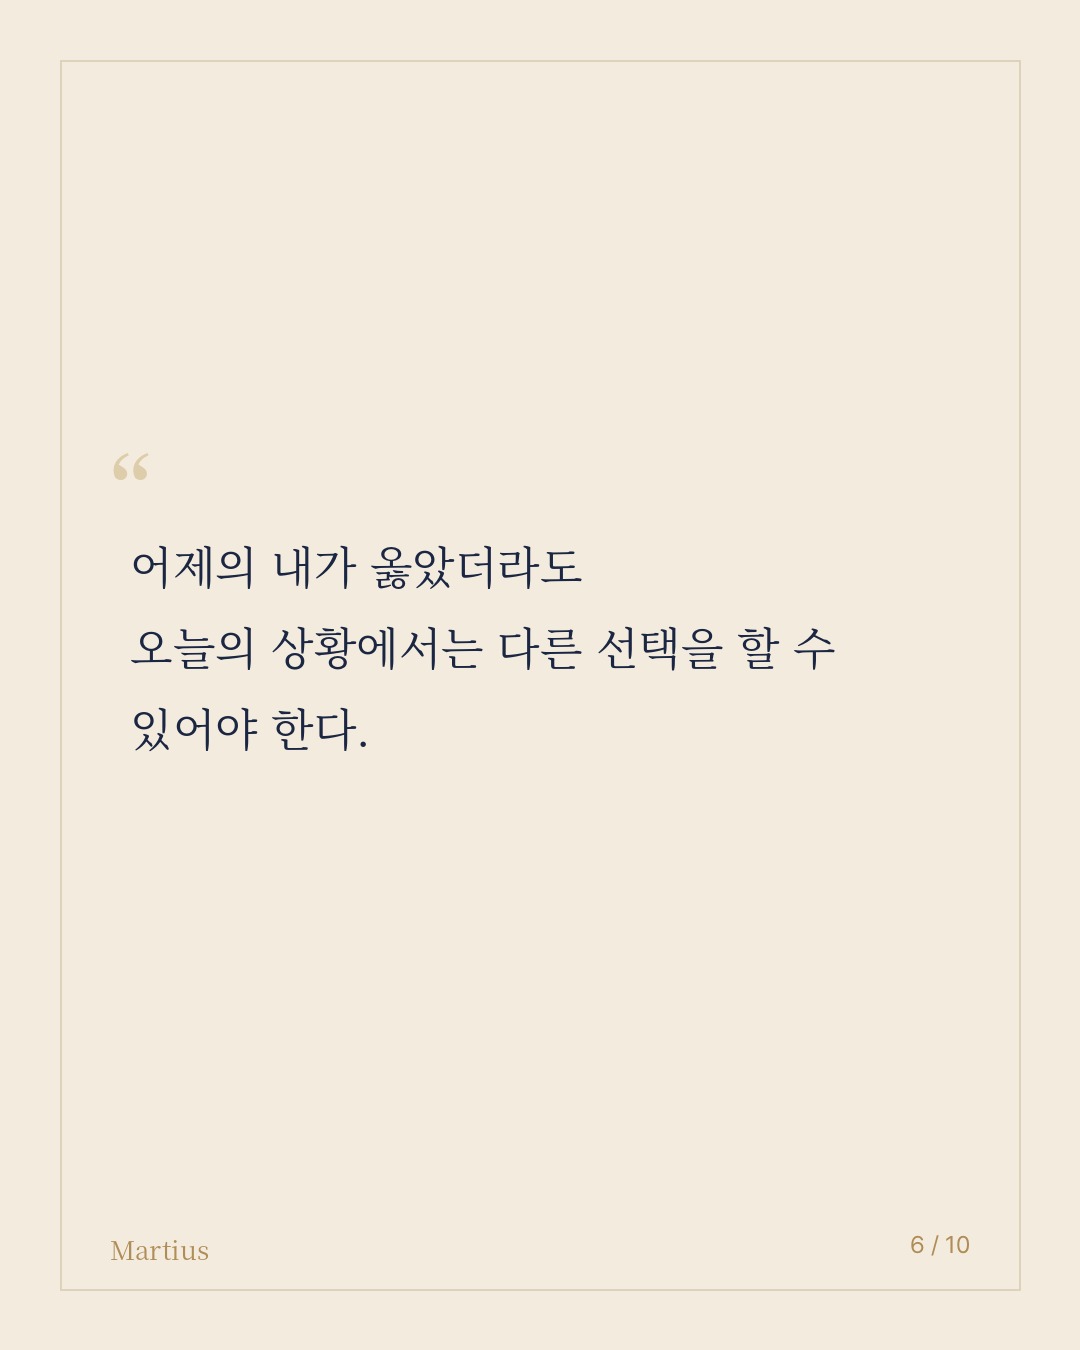 “
어제의 내가 옳았더라도
오늘의 상황에서는 다른 선택을 할 수
있어야 한다.
Martius
6 / 10